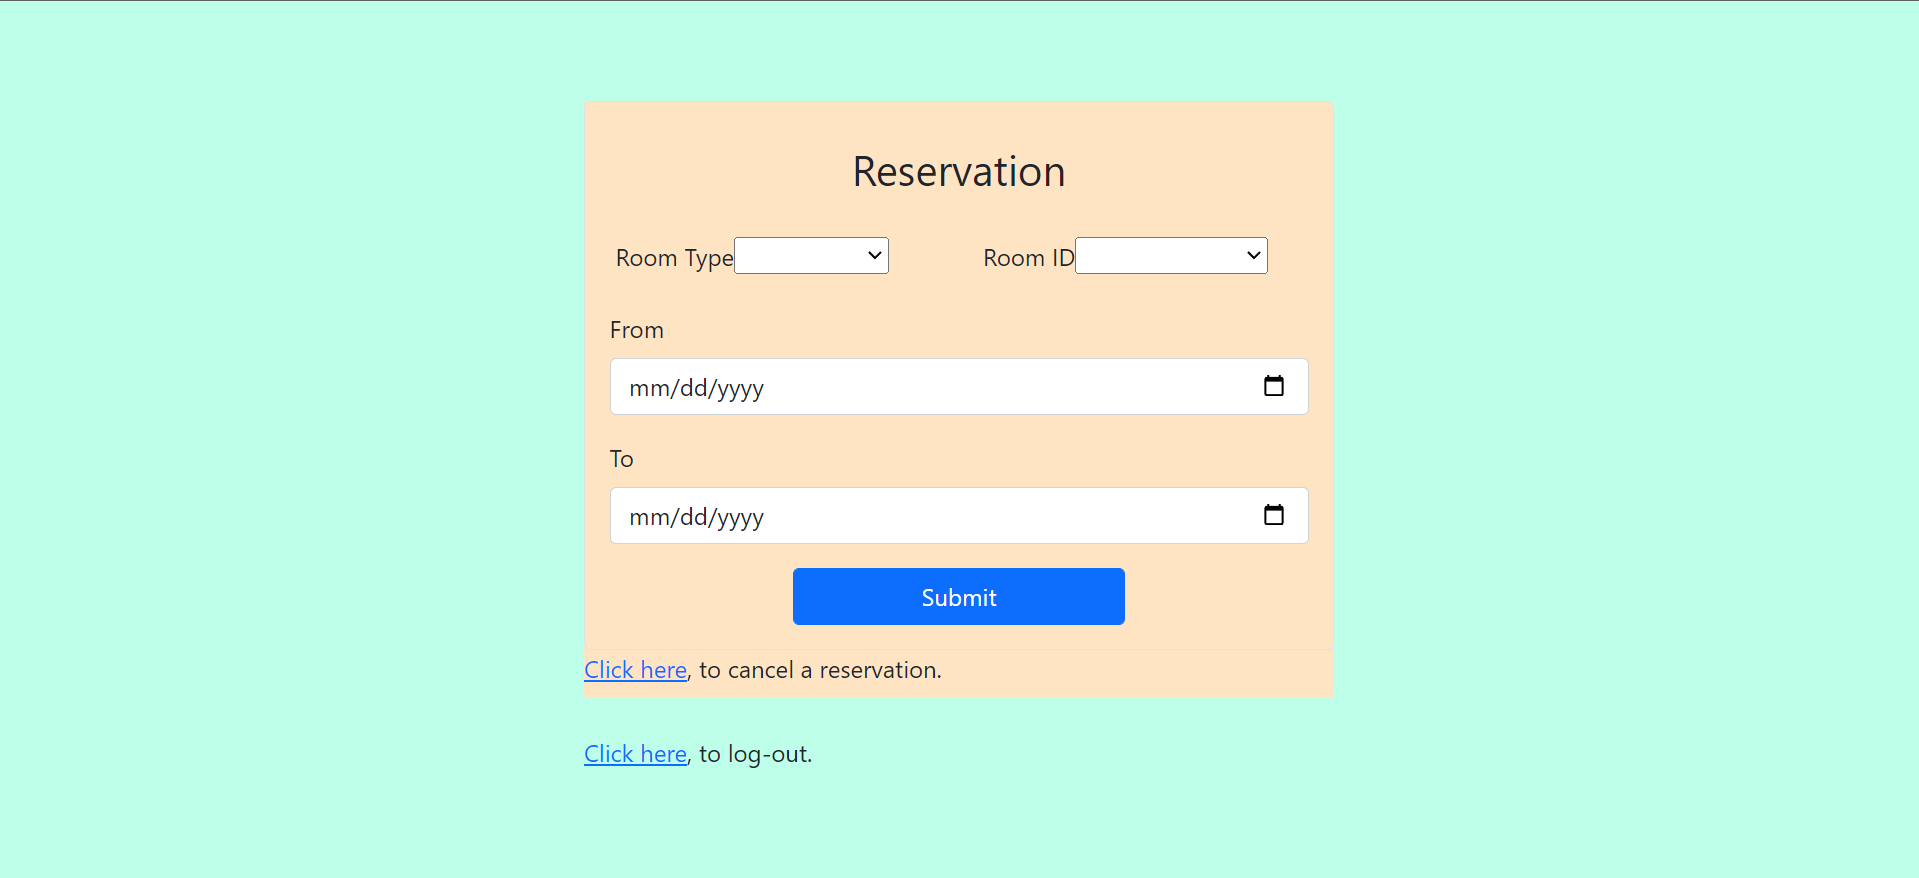 Reservation
Room Type Room ID
From
mm/dd/yyyy
To
mm/dd/yyyy
Submit
Click here, to cancel a reservation.
Click here, to log-out.